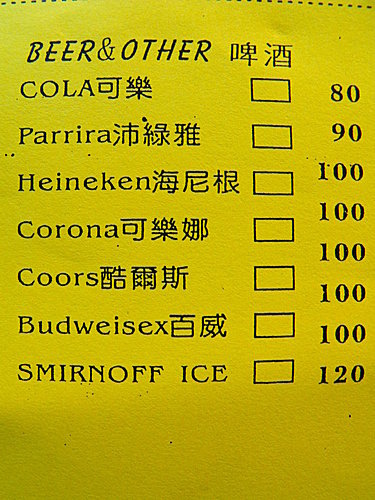 BEER&OTHER 啤酒
COLA可樂 80
Parrira沛綠雅 90
Heineken海尼根 100
Corona可樂娜 100
100
Coors酷爾斯 100
Budweisex百威 100
SMIRNOFF ICE 120